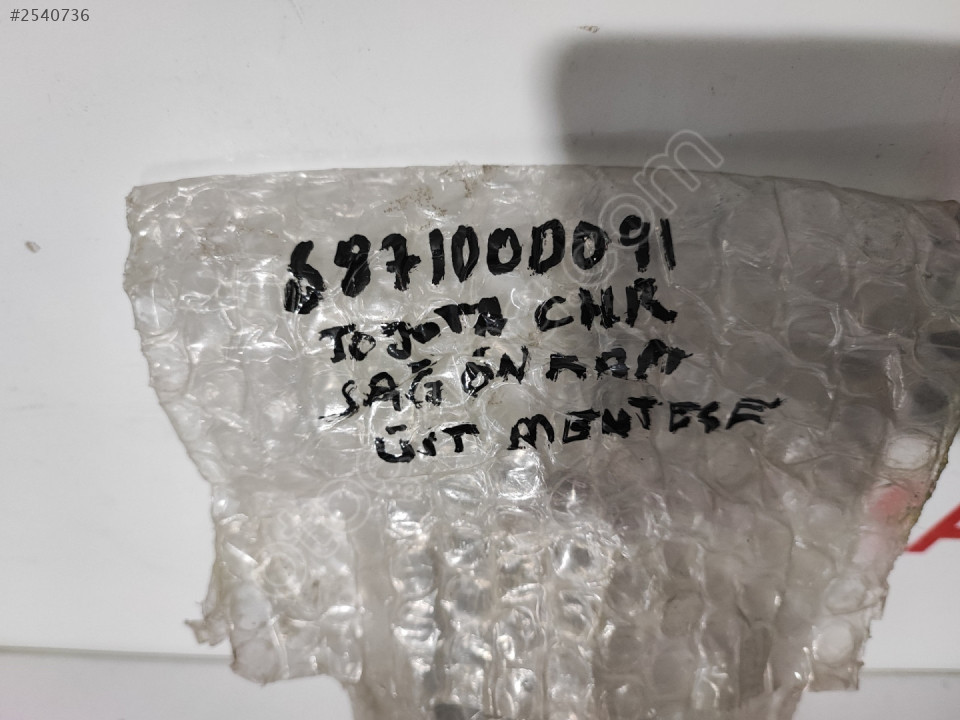 #2540736
687100D091
TOYOTA CHR
SAĞ ÖN KAPI
ÜST MENTEŞE